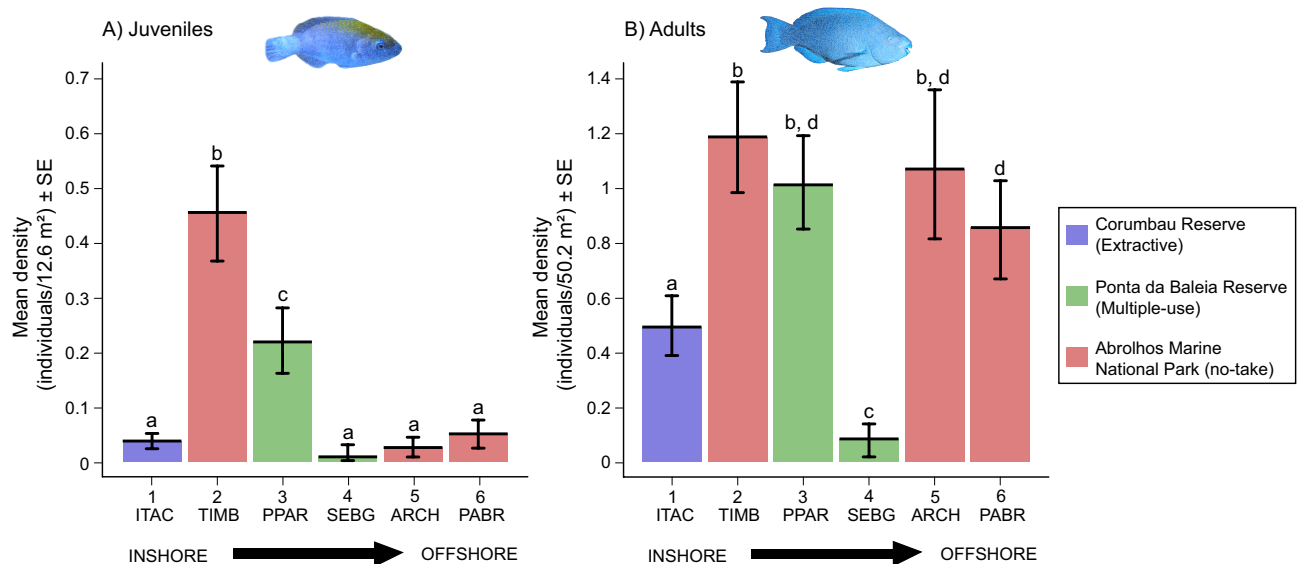 A) Juveniles
Mean density
(individuals/12.6 m²) ± SE
0.7
0.6
0.5
0.4
0.3
0.2
0.1
0
a
b
c
a
a
a
1
2
3
4
5
6
ITAC
TIMB
PPAR
SEBG
ARCH
PABR
INSHORE
OFFSHORE
B) Adults
Mean density
(individuals/50.2 m²) ± SE
1.4
1.2
1.0
0.8
0.6
0.4
0.2
0
a
b
b, d
c
b, d
d
1
2
3
4
5
6
ITAC
TIMB
PPAR
SEBG
ARCH
PABR
INSHORE
OFFSHORE
Corumbau Reserve
(Extractive)
Ponta da Baleia Reserve
(Multiple-use)
Abrolhos Marine
National Park (no-take)